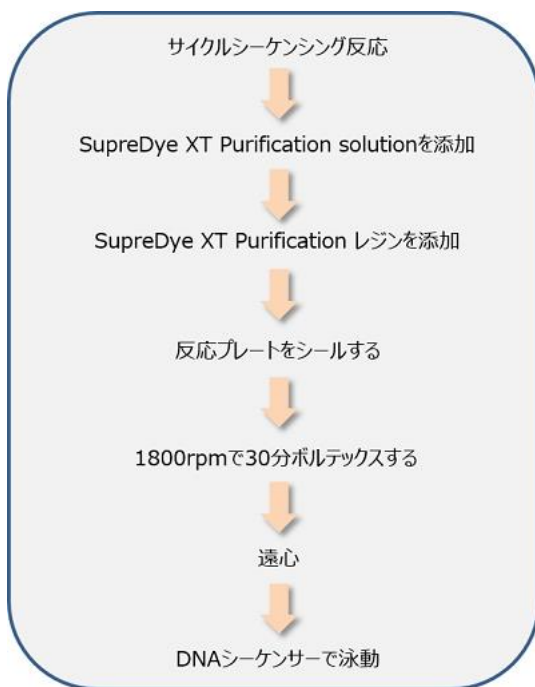 サイクルシーケンシング反応
SupreDye XT Purification solutionを添加
SupreDye XT Purification レジンを添加
反応プレートをシールする
1800rpmで30分ボルテックスする
遠心
DNAシーケンサーで泳動